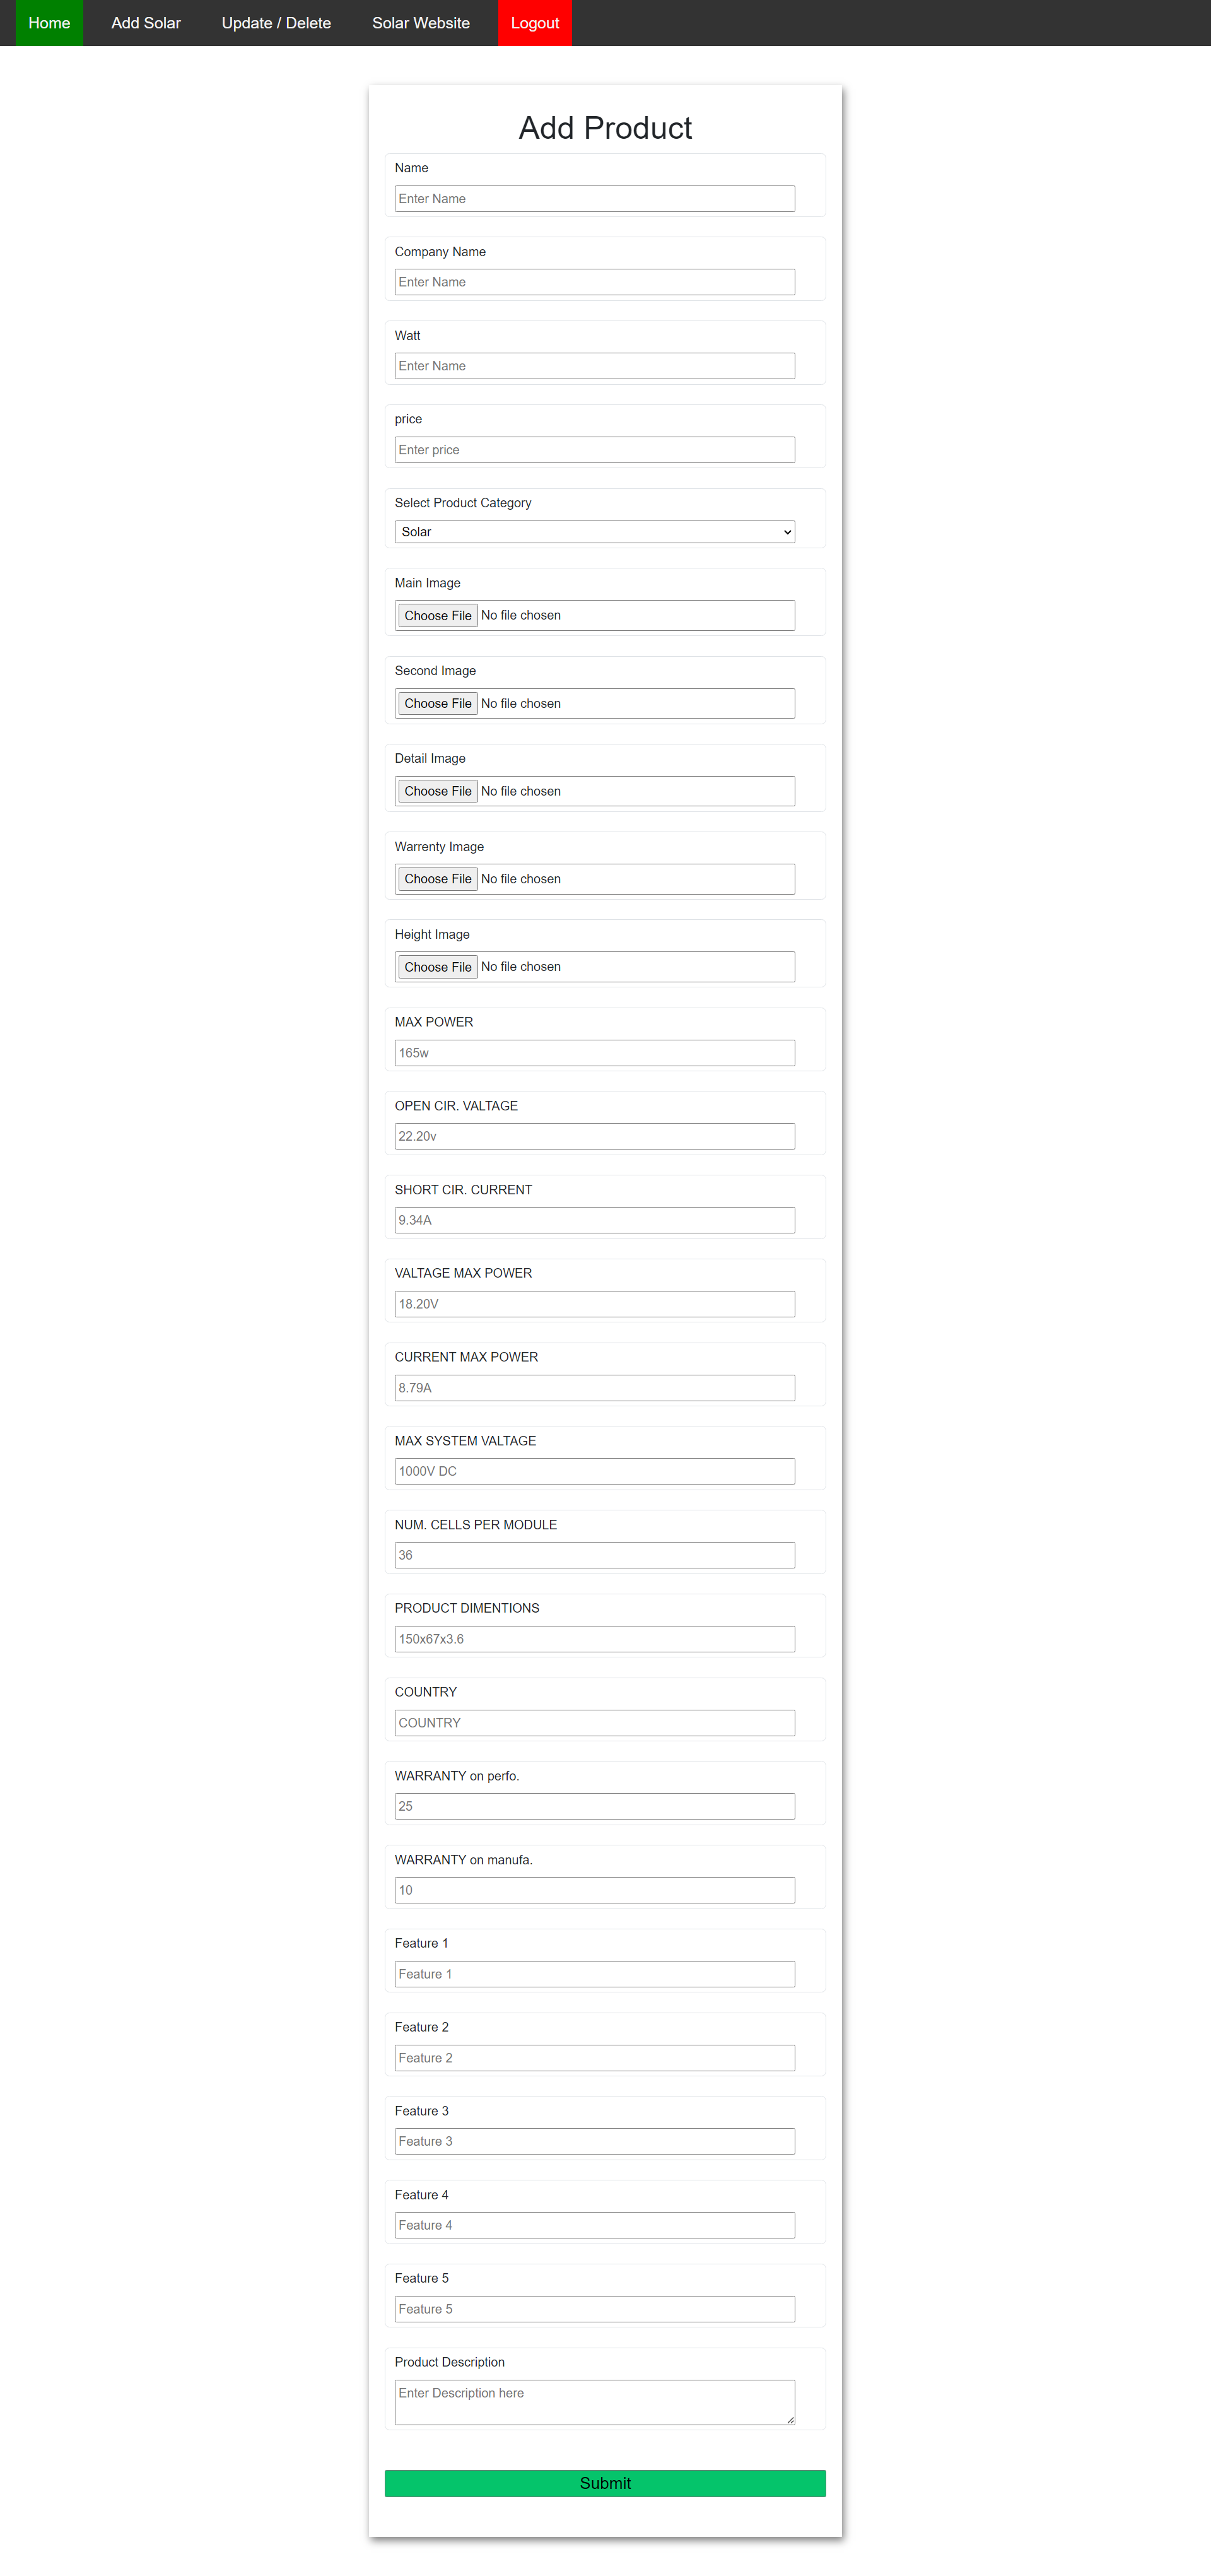 Home Add Solar Update / Delete Solar Website Logout
Add Product
Name
Enter Name
Company Name
Enter Name
Watt
Enter Name
price
Enter price
Select Product Category
Solar
Main Image
Choose File No file chosen
Second Image
Choose File No file chosen
Detail Image
Choose File No file chosen
Warrenty Image
Choose File No file chosen
Height Image
Choose File No file chosen
MAX POWER
165w
OPEN CIR. VALTAGE
22.20v
SHORT CIR. CURRENT
9.34A
VALTAGE MAX POWER
18.20V
CURRENT MAX POWER
8.79A
MAX SYSTEM VALTAGE
1000V DC
NUM. CELLS PER MODULE
36
PRODUCT DIMENTIONS
150x67x3.6
COUNTRY
COUNTRY
WARRANTY on perfo.
25
WARRANTY on manufa.
10
Feature 1
Feature 1
Feature 2
Feature 2
Feature 3
Feature 3
Feature 4
Feature 4
Feature 5
Feature 5
Product Description
Enter Description here
Submit